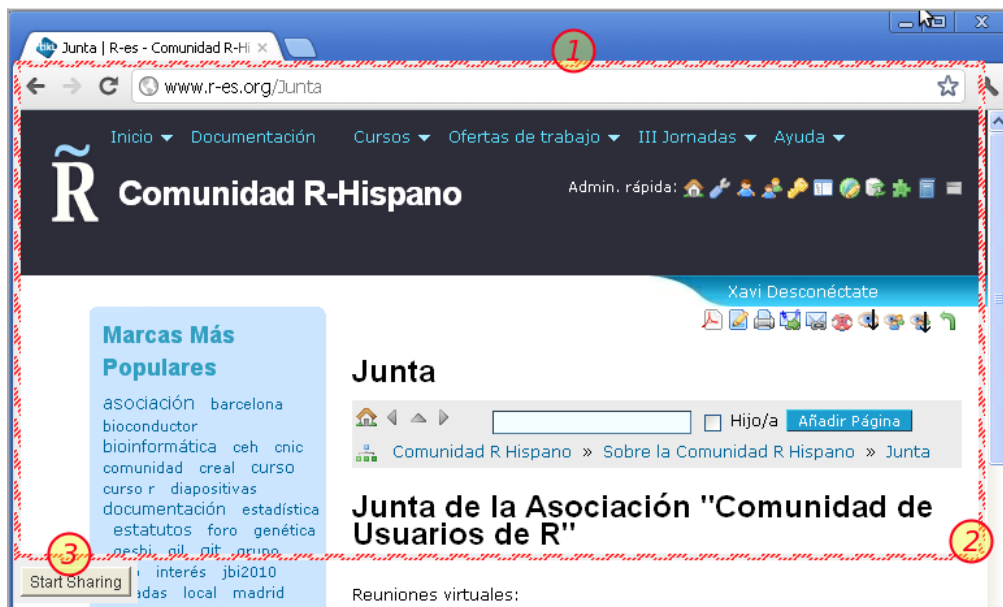 Junta | R-es - Comunidad R-Hi
1
www.r-es.org/Junta
Inicio Documentación Cursos Ofertas de trabajo III Jornadas Ayuda
R̃ Comunidad R-Hispano
Admin. rápida:
Xavi Desconéctate
Marcas Más
Populares
asociación barcelona
bioconductor
bioinformática ceh cnic
comunidad creal curso
curso r diapositivas
documentación estadística
estatutos foro genética
gil git grupo
interés jbi2010
local madrid
Junta
Hijo/a Añadir Página
Comunidad R Hispano » Sobre la Comunidad R Hispano » Junta
Junta de la Asociación "Comunidad de
Usuarios de R"
2
Reuniones virtuales:
3
Start Sharing